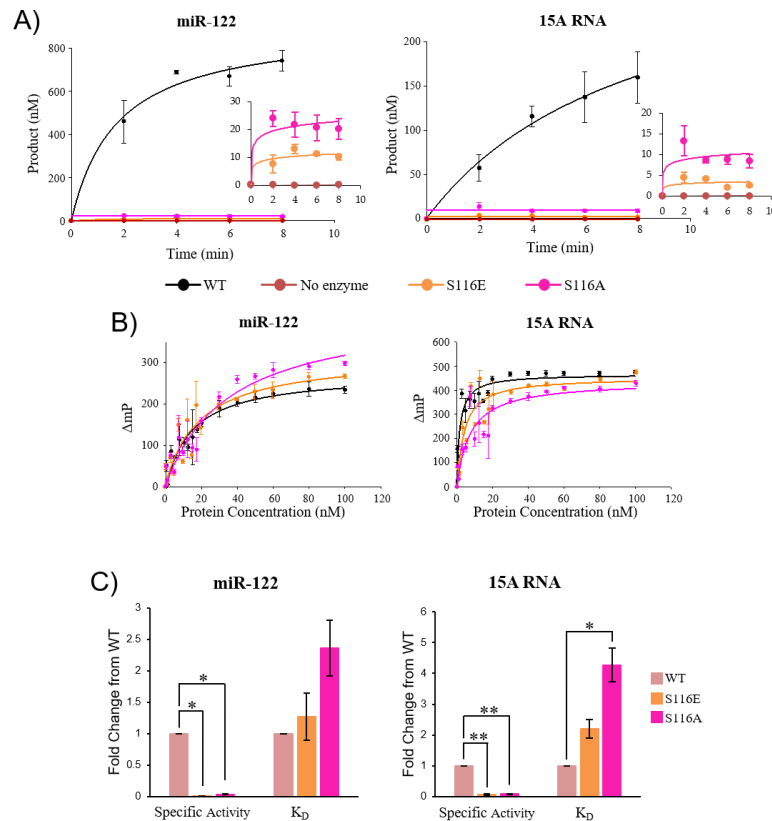 A)
miR-122
15A RNA
Product (nM)
800
600
400
200
0
0 2 4 6 8 10
Time (min)
30
20
10
0
0 2 4 6 8 10
Product (nM)
200
150
100
50
0
0 2 4 6 8 10
Time (min)
20
15
10
5
0
0 2 4 6 8 10
WT No enzyme S116E S116A
B)
miR-122
15A RNA
ΔmP
300
200
100
0
0 20 40 60 80 100 120
Protein Concentration (nM)
ΔmP
600
500
400
300
200
100
0
0 20 40 60 80 100 120
Protein Concentration (nM)
C)
miR-122
15A RNA
Fold Change from WT
3
2.5
2
1.5
1
0.5
0
*
*
Specific Activity K_D
Fold Change from WT
6
5
4
3
2
1
0
*
**
**
Specific Activity K_D
WT
S116E
S116A